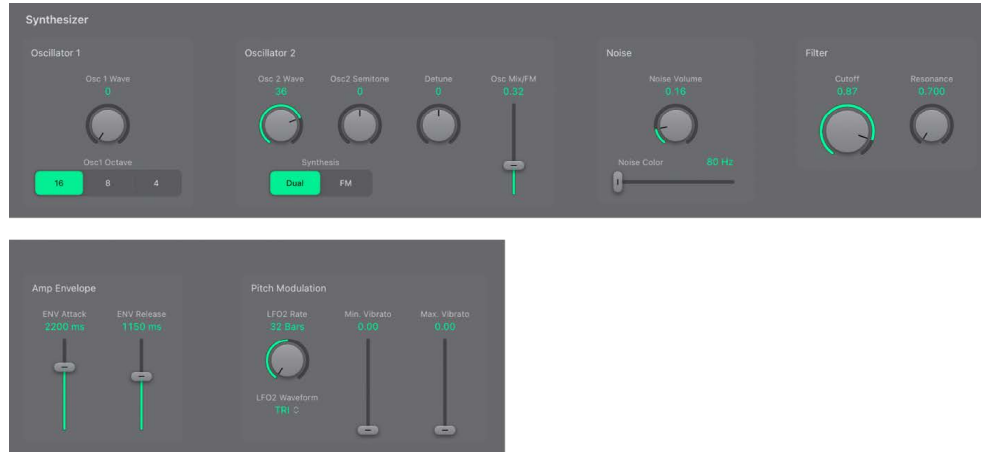 Synthesizer
Oscillator 1
Osc 1 Wave
0
Osc1 Octave
16 8 4
Oscillator 2
Osc 2 Wave Osc2 Semitone Detune Osc Mix/FM
36 0 0 0.32
Synthesis
Dual FM
Noise
Noise Volume
0.16
Noise Color 80 Hz
Filter
Cutoff Resonance
0.87 0.700
Amp Envelope
ENV Attack ENV Release
2200 ms 1150 ms
Pitch Modulation
LFO2 Rate Min. Vibrato Max. Vibrato
32 Bars 0.00 0.00
LFO2 Waveform
TRI